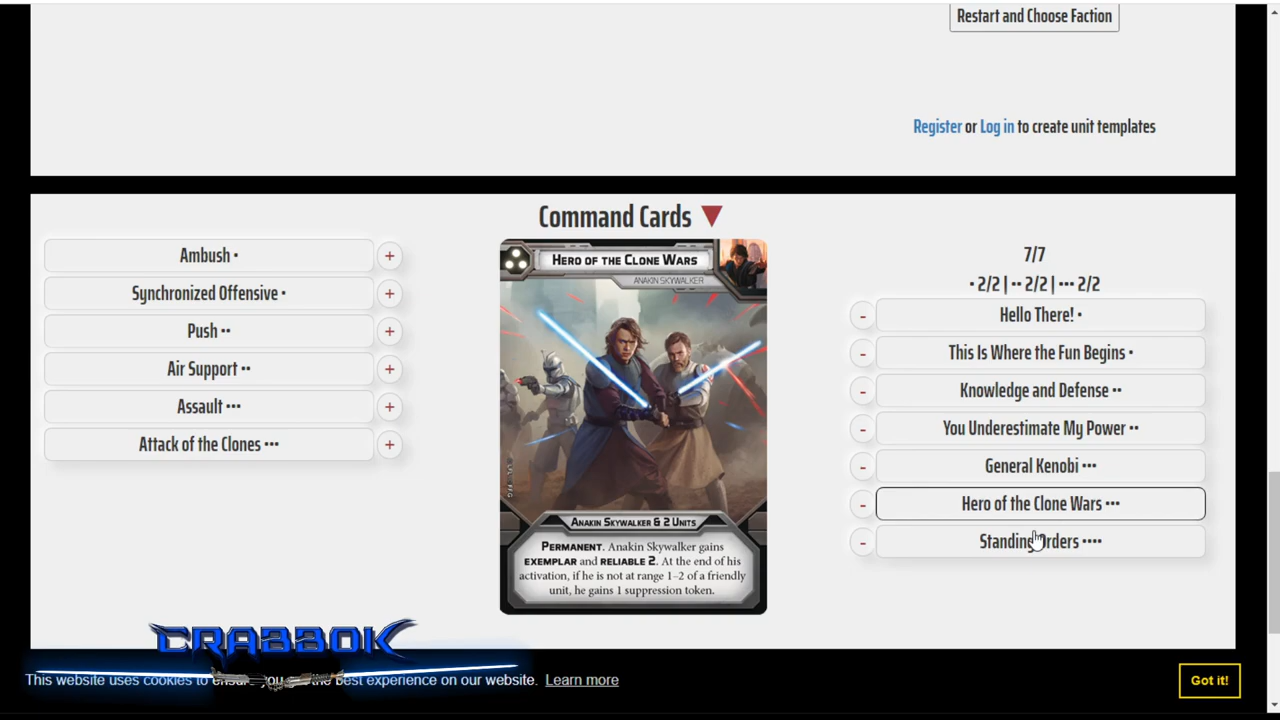 Restart and Choose Faction
Register or Log in to create unit templates
Command Cards
Ambush •
+
Synchronized Offensive •
+
Push ••
+
Air Support ••
+
Assault •••
+
Attack of the Clones •••
+
HERO OF THE CLONE WARS
ANAKIN SKYWALKER
ANAKIN SKYWALKER & 2 UNITS
PERMANENT. Anakin Skywalker gains
EXEMPLAR and RELIABLE 2. At the end of his
activation, if he is not at range 1–2 of a friendly
unit, he gains 1 suppression token.
7/7
• 2/2 | •• 2/2 | ••• 2/2
- Hello There! •
- This Is Where the Fun Begins •
- Knowledge and Defense ••
- You Underestimate My Power ••
- General Kenobi •••
- Hero of the Clone Wars •••
- Standing Orders ••••
CRABBOK
This website uses cookies to ensure you get the best experience on our website. Learn more
Got it!